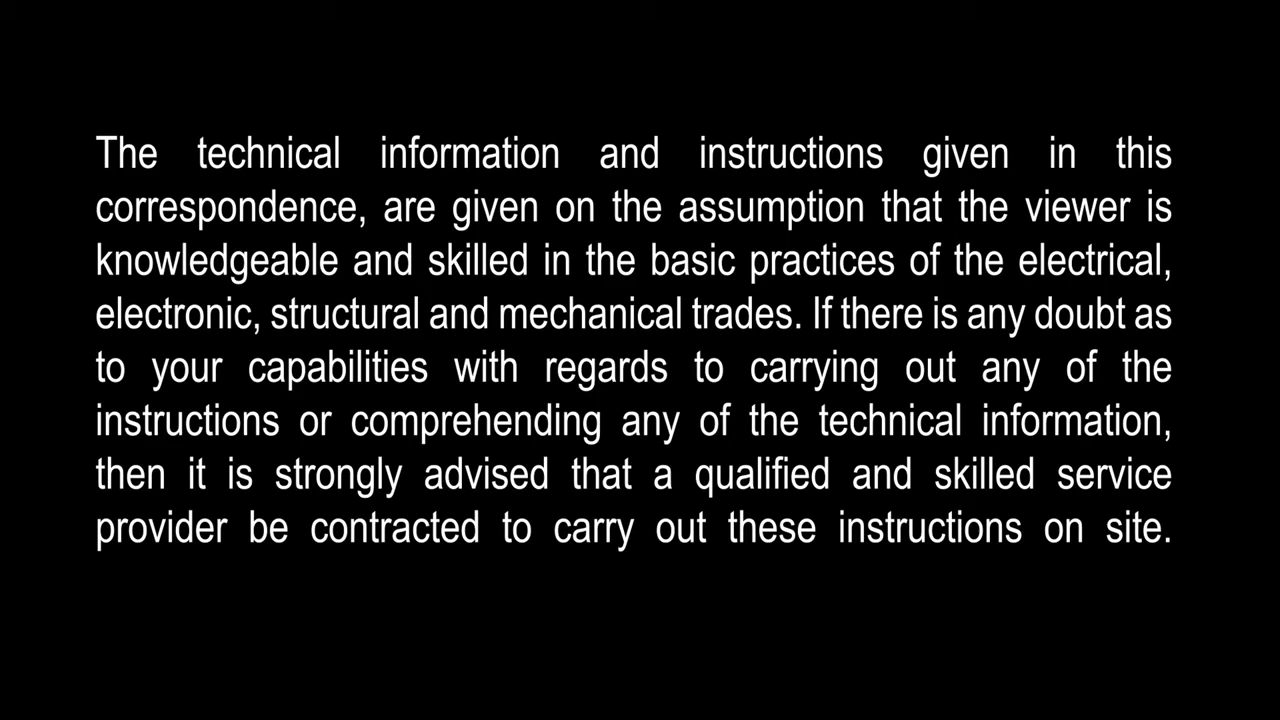 The technical information and instructions given in this
correspondence, are given on the assumption that the viewer is
knowledgeable and skilled in the basic practices of the electrical,
electronic, structural and mechanical trades. If there is any doubt as
to your capabilities with regards to carrying out any of the
instructions or comprehending any of the technical information,
then it is strongly advised that a qualified and skilled service
provider be contracted to carry out these instructions on site.